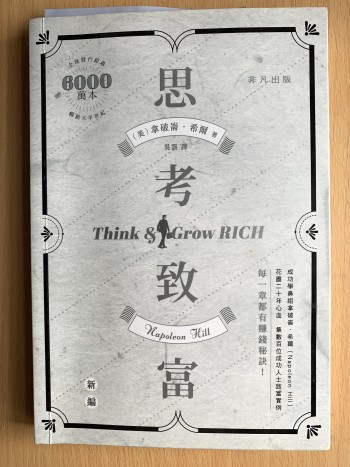 全球發行超過
6000
萬本
暢銷大半世紀
非凡出版
思考致富
（美）拿破崙·希爾 著
吳誘 譯
Think & Grow RICH
成功學鼻祖拿破崙·希爾（Napoleon Hill）
花費二十年心血 集數百位成功人士致富實例
每一章都有賺錢秘訣！
Napoleon Hill
新編